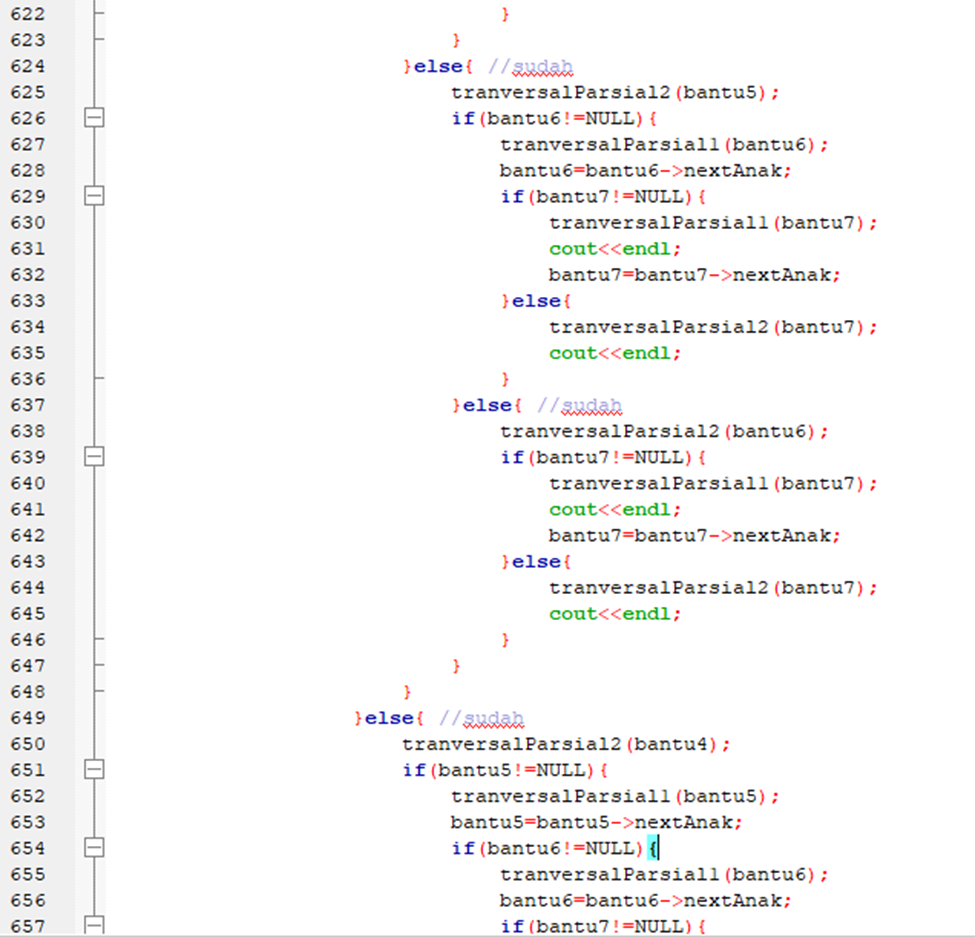 622 }
623 }
624 }else{ //sudah
625 tranversalParsial2(bantu5);
626 if(bantu6!=NULL){
627 tranversalParsial1(bantu6);
628 bantu6=bantu6->nextAnak;
629 if(bantu7!=NULL){
630 tranversalParsial1(bantu7);
631 cout<<endl;
632 bantu7=bantu7->nextAnak;
633 }else{
634 tranversalParsial2(bantu7);
635 cout<<endl;
636 }
637 }else{ //sudah
638 tranversalParsial2(bantu6);
639 if(bantu7!=NULL){
640 tranversalParsial1(bantu7);
641 cout<<endl;
642 bantu7=bantu7->nextAnak;
643 }else{
644 tranversalParsial2(bantu7);
645 cout<<endl;
646 }
647 }
648 }
649 }else{ //sudah
650 tranversalParsial2(bantu4);
651 if(bantu5!=NULL){
652 tranversalParsial1(bantu5);
653 bantu5=bantu5->nextAnak;
654 if(bantu6!=NULL){
655 tranversalParsial1(bantu6);
656 bantu6=bantu6->nextAnak;
657 if(bantu7!=NULL){